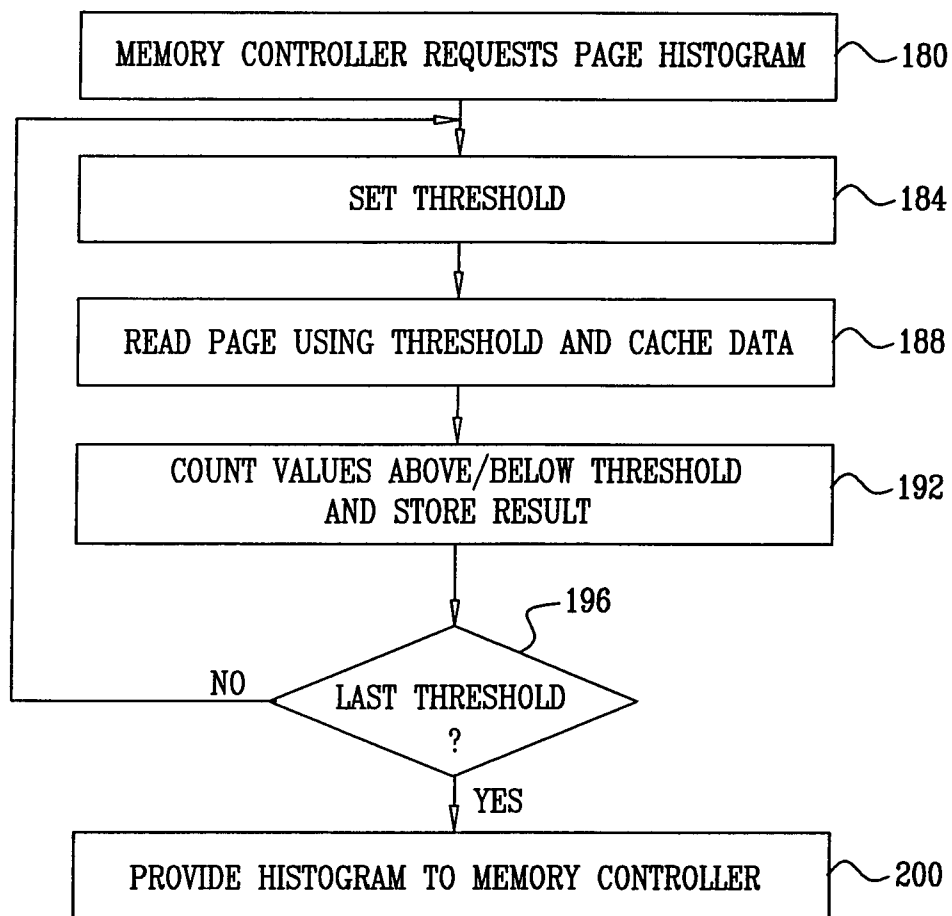 MEMORY CONTROLLER REQUESTS PAGE HISTOGRAM
180
SET THRESHOLD
184
READ PAGE USING THRESHOLD AND CACHE DATA
188
COUNT VALUES ABOVE/BELOW THRESHOLD
AND STORE RESULT
192
196
NO
LAST THRESHOLD
?
YES
PROVIDE HISTOGRAM TO MEMORY CONTROLLER
200